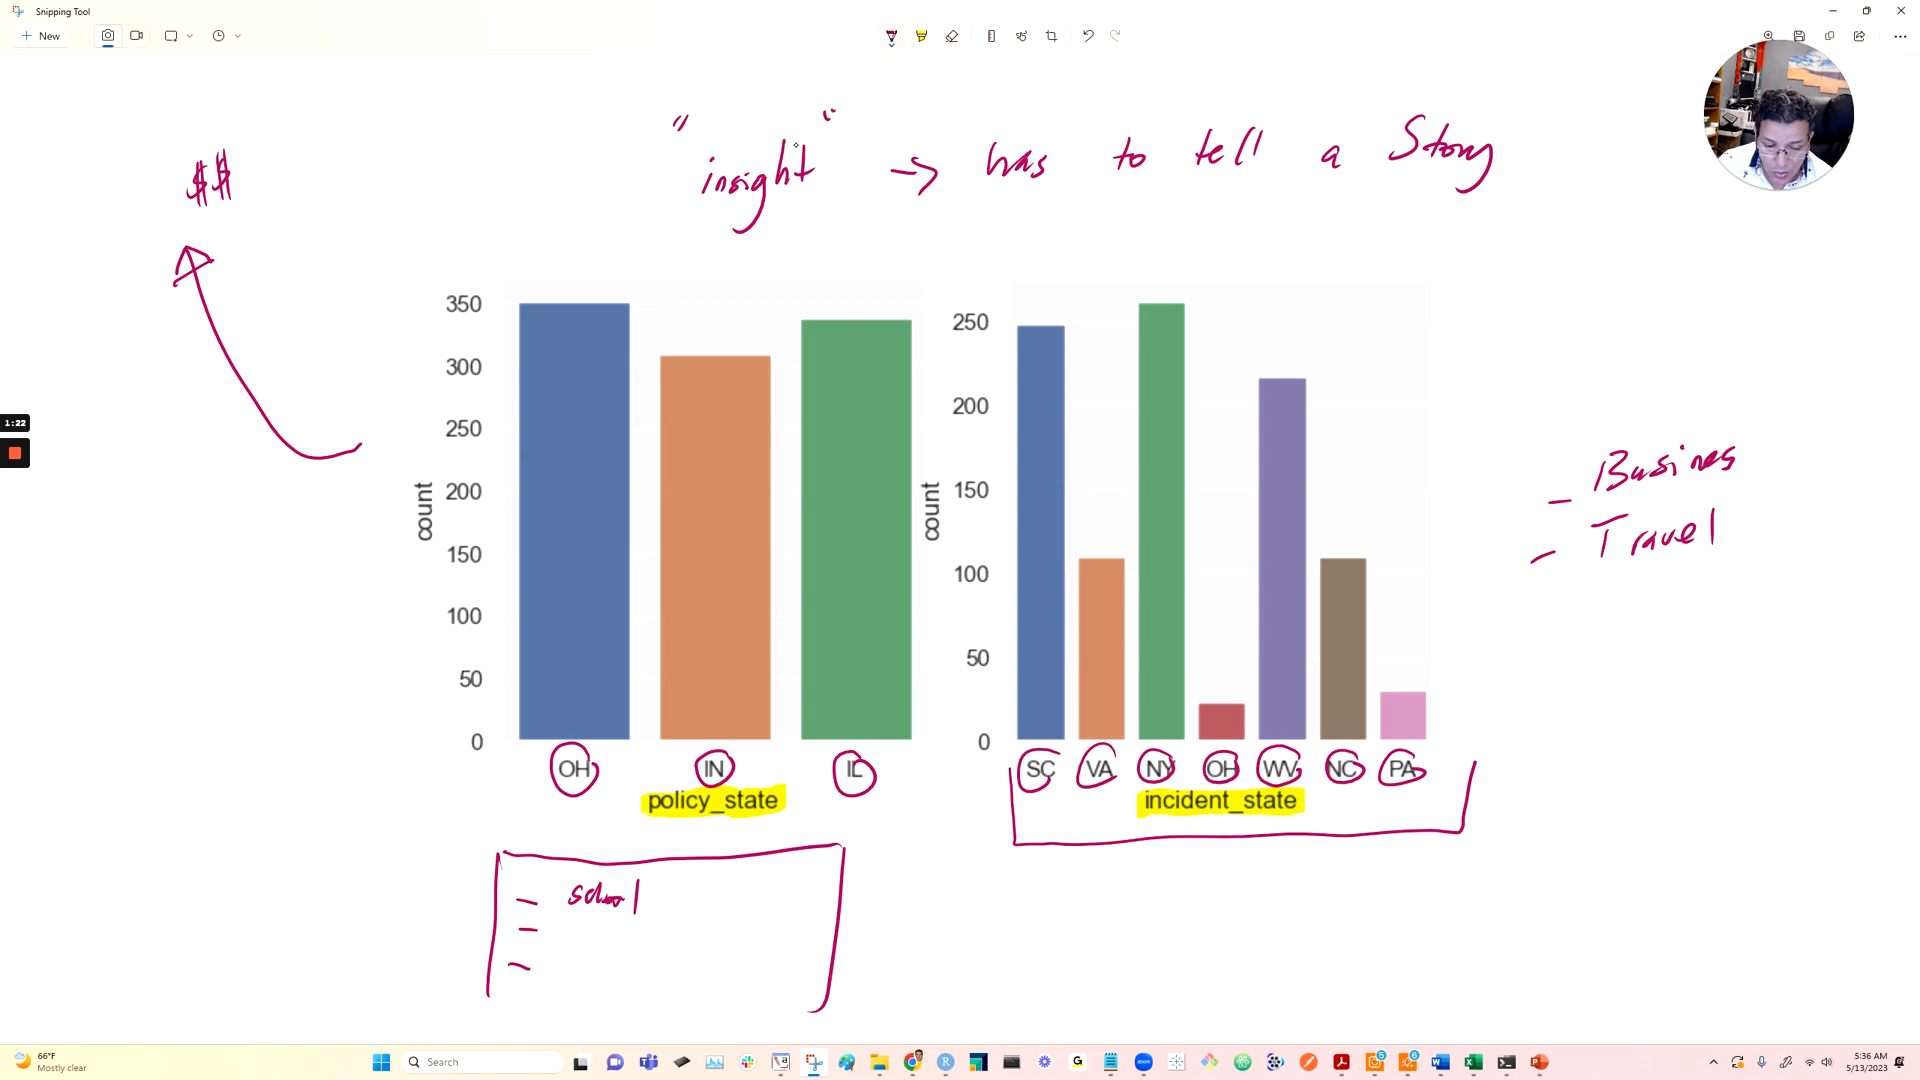 Snipping Tool
New
"insight" → has to tell a Story
$$
350
300
250
200
150
100
50
0
count
OH IN IL
policy_state
250
200
150
100
50
0
count
SC VA NY OH WV NC PA
incident_state
- Busines
- Travel
- school
-
-
1:22
66°F
Mostly clear
Search
5:36 AM
5/13/2023